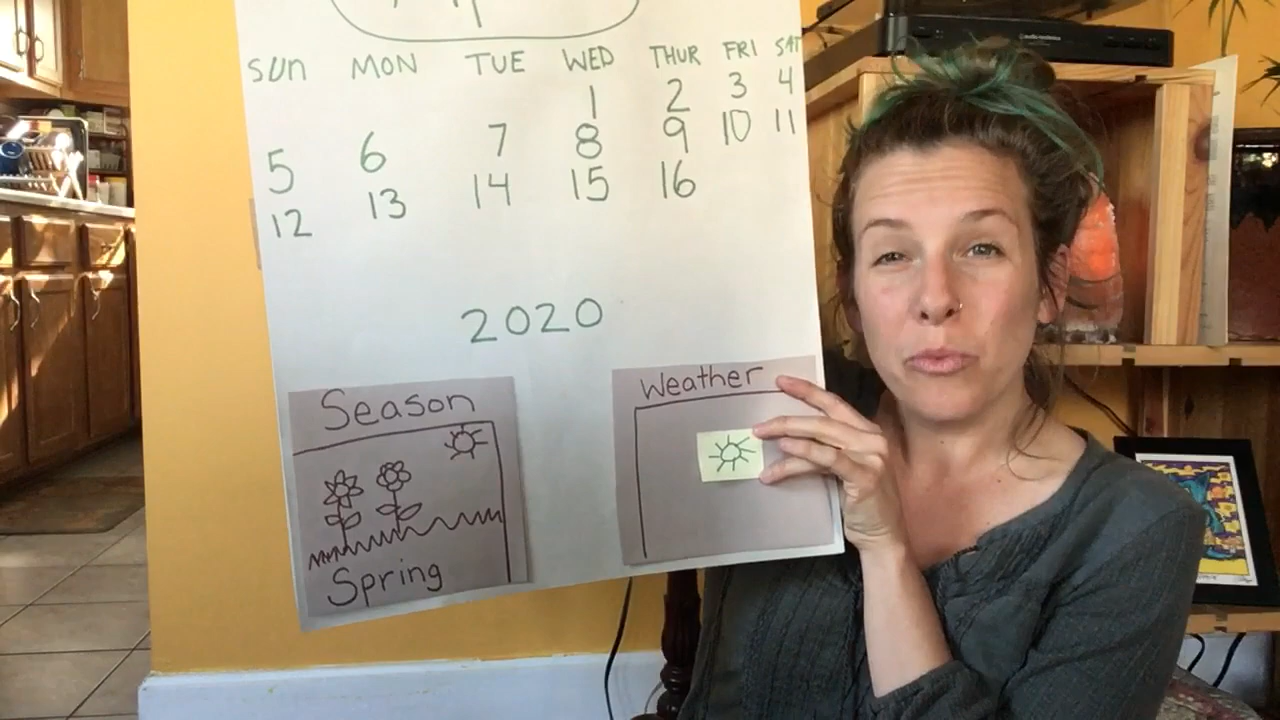 SUN MON TUE WED THUR FRI SAT
1 2 3 4
5 6 7 8 9 10 11
12 13 14 15 16
2020
Season
Spring
Weather